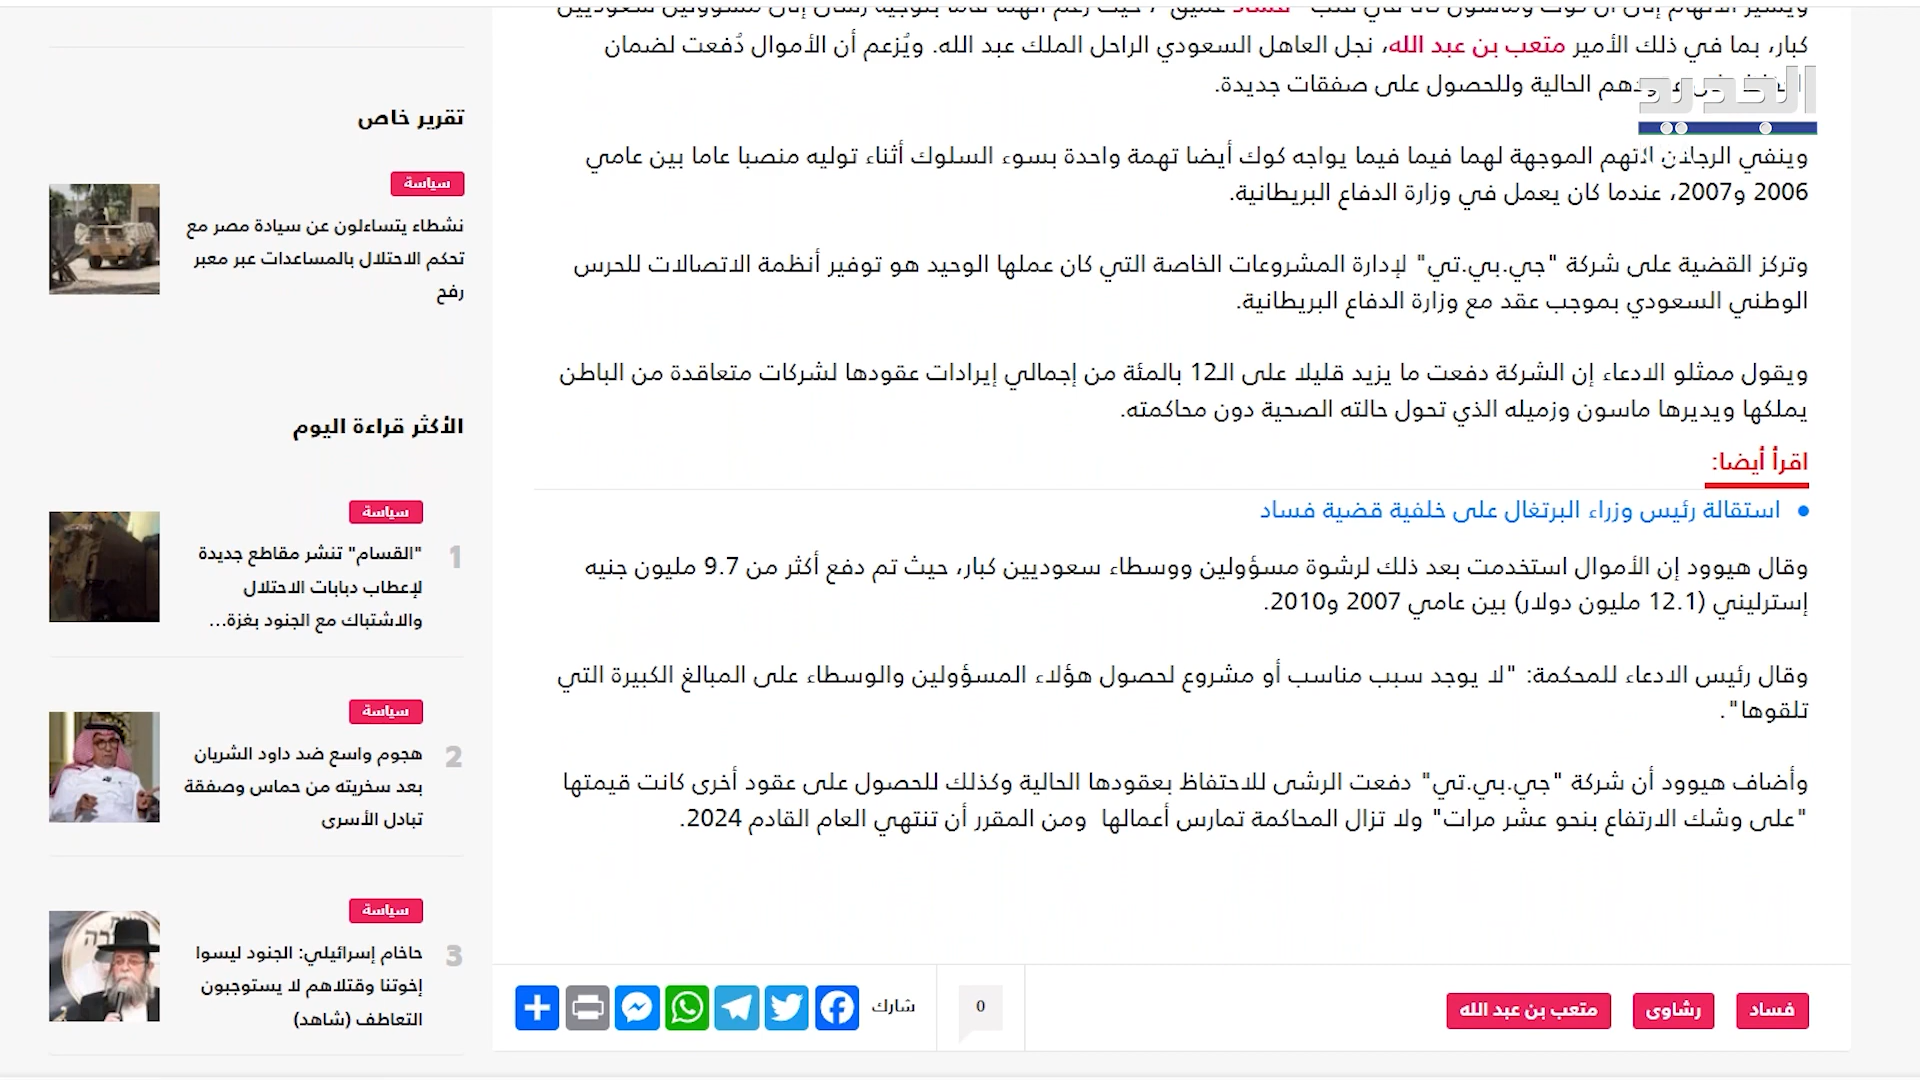 كبار، بما في ذلك الأمير متعب بن عبد الله، نجل العاهل السعودي الراحل الملك عبد الله. ويُزعم أن الأموال دُفعت لضمان
الحالية وللحصول على صفقات جديدة.
الجديد
وينفي الرجلان التهم الموجهة لهما فيما فيما يواجه كوك أيضا تهمة واحدة بسوء السلوك أثناء توليه منصبا عاما بين عامي
2006 و2007، عندما كان يعمل في وزارة الدفاع البريطانية.
وتركز القضية على شركة "جي.بي.تي" لإدارة المشروعات الخاصة التي كان عملها الوحيد هو توفير أنظمة الاتصالات للحرس
الوطني السعودي بموجب عقد مع وزارة الدفاع البريطانية.
ويقول ممثلو الادعاء إن الشركة دفعت ما يزيد قليلا على الـ12 بالمئة من إجمالي إيرادات عقودها لشركات متعاقدة من الباطن
يملكها ويديرها ماسون وزميله الذي تحول حالته الصحية دون محاكمته.
اقرأ أيضا:
استقالة رئيس وزراء البرتغال على خلفية قضية فساد
وقال هيوود إن الأموال استخدمت بعد ذلك لرشوة مسؤولين ووسطاء سعوديين كبار، حيث تم دفع أكثر من 9.7 مليون جنيه
إسترليني (12.1 مليون دولار) بين عامي 2007 و2010.
وقال رئيس الادعاء للمحكمة: "لا يوجد سبب مناسب أو مشروع لحصول هؤلاء المسؤولين والوسطاء على المبالغ الكبيرة التي
تلقوها".
وأضاف هيوود أن شركة "جي.بي.تي" دفعت الرشى للاحتفاظ بعقودها الحالية وكذلك للحصول على عقود أخرى كانت قيمتها
"على وشك الارتفاع بنحو عشر مرات" ولا تزال المحاكمة تمارس أعمالها ومن المقرر أن تنتهي العام القادم 2024.
فساد
رشاوى
متعب بن عبد الله
0
شارك
تقرير خاص
سياسة
نشطاء يتساءلون عن سيادة مصر مع
تحكم الاحتلال بالمساعدات عبر معبر
رفح
الأكثر قراءة اليوم
سياسة
1
"القسام" تنشر مقاطع جديدة
لإعطاب دبابات الاحتلال
والاشتباك مع الجنود بغزة...
سياسة
2
هجوم واسع ضد داود الشريان
بعد سخريته من حماس وصفقة
تبادل الأسرى
سياسة
3
حاخام إسرائيلي: الجنود ليسوا
إخوتنا وقتلاهم لا يستوجبون
التعاطف (شاهد)